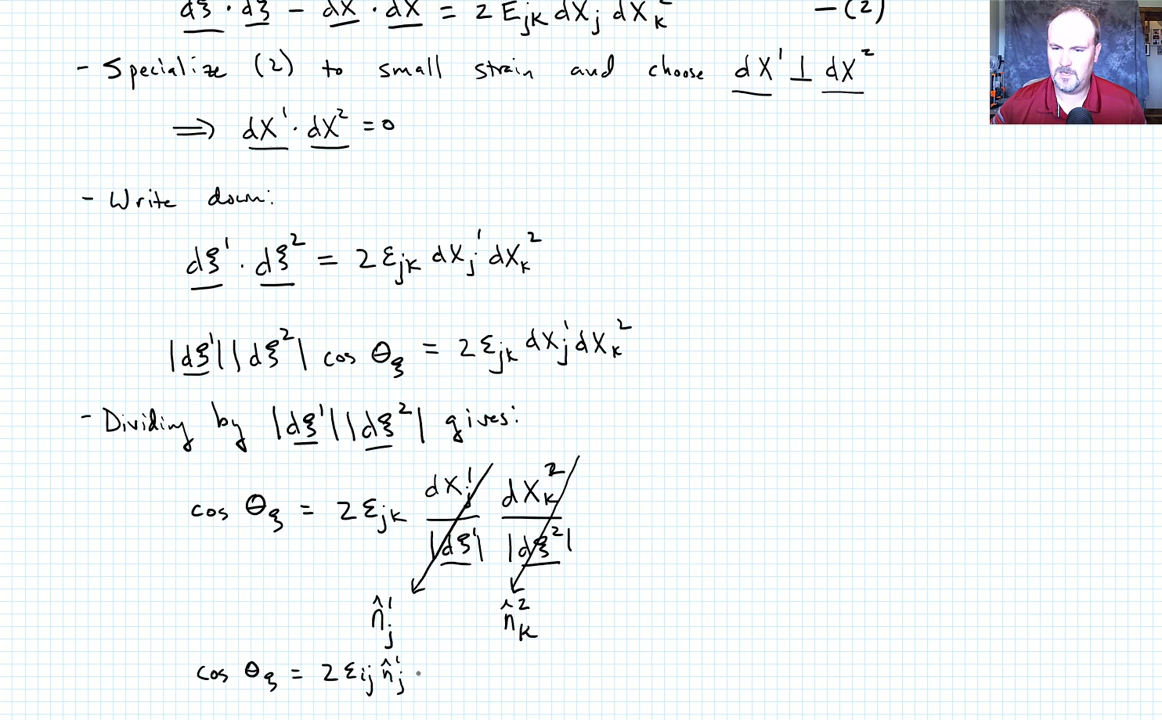 dξ · dξ - dX · dX = 2 E_jk dX_j dX_k — (2)
- Specialize (2) to small strain and choose dX¹ ⊥ dX²
⟹ dX¹ · dX² = 0
- Write down:
dξ¹ · dξ² = 2 ε_jk dX_j¹ dX_k²
|dξ¹| |dξ²| cos θ_ξ = 2 ε_jk dX_j¹ dX_k²
- Dividing by |dξ¹| |dξ²| gives:
cos θ_ξ = 2 ε_jk dX_j¹/|dξ¹| dX_k²/|dξ²|
n̂_j¹ n̂_k²
cos θ_ξ = 2 ε_ij n̂_j¹